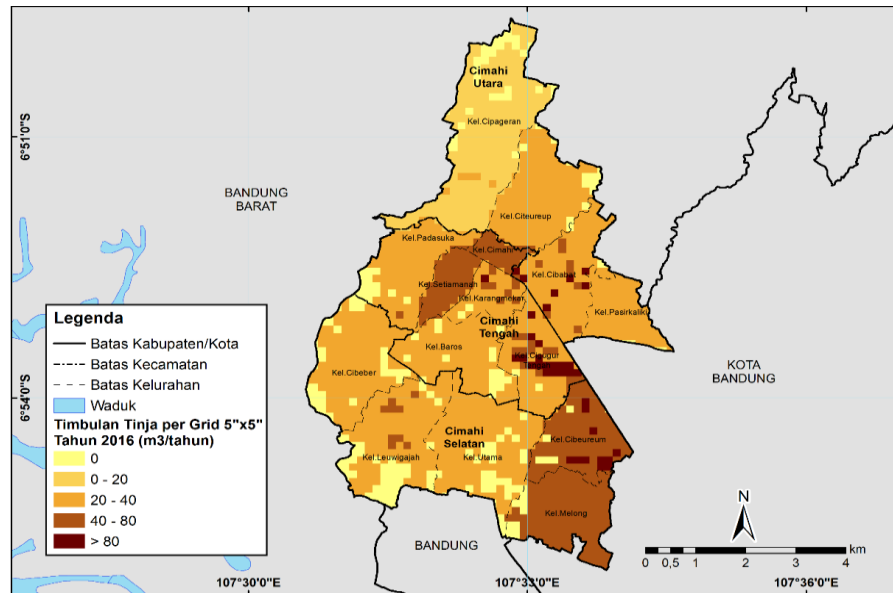 Cimahi
Utara
Kel.Cipageran
6°51'0"S
BANDUNG
BARAT
Kel.Citeureup
Kel.Padasuka
Kel.Cimahi
Kel.Cibabat
Kel.Setiamanah
Kel.Karangmekar
Kel.Pasirkaliki
Cimahi
Tengah
Kel.Baros
Kel.Cigugur
Kel.Cibeber
KOTA
BANDUNG
6°54'0"S
Cimahi
Selatan
Kel.Cibeureum
Kel.Leuwigajah
Kel.Utama
Kel.Melong
BANDUNG
Legenda
Batas Kabupaten/Kota
Batas Kecamatan
Batas Kelurahan
Waduk
Timbulan Tinja per Grid 5"x5"
Tahun 2016 (m3/tahun)
0
0 - 20
20 - 40
40 - 80
> 80
N
km
0 0,5 1 2 3 4
107°30'0"E
107°33'0"E
107°36'0"E